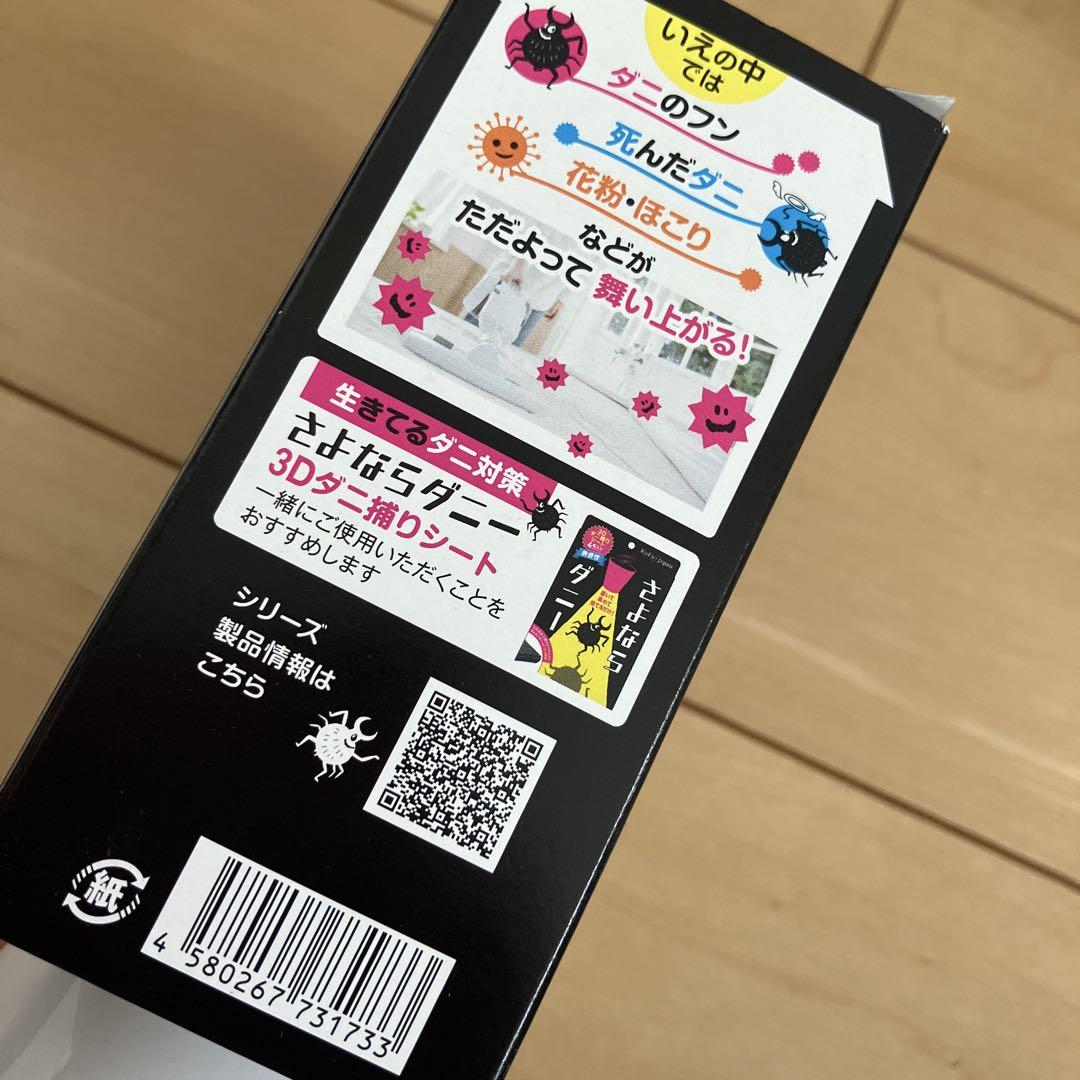 いえの中
では
ダニのフン
死んだダニ
花粉・ほこり
などが
ただよって 舞い上がる!
生きてるダニ対策
さよならダニー
3Dダニ捕りシート
一緒にご使用いただくことを
おすすめします
さよなら
ダニー
シリーズ
製品情報は
こちら
紙
4 580267 731733